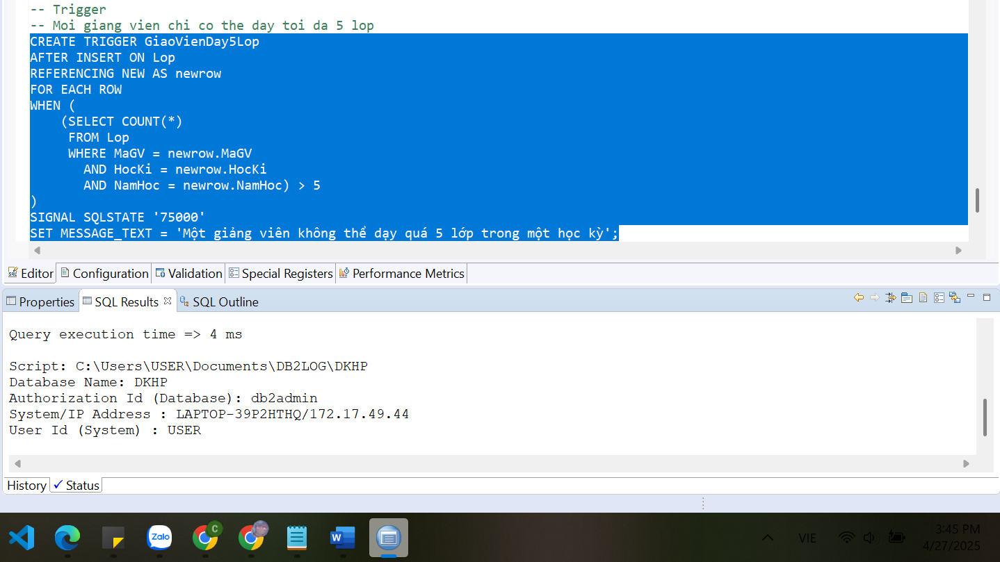 -- Trigger
-- Moi giang vien chi co the day toi da 5 lop
CREATE TRIGGER GiaoVienDay5Lop
AFTER INSERT ON Lop
REFERENCING NEW AS newrow
FOR EACH ROW
WHEN (
(SELECT COUNT(*)
FROM Lop
WHERE MaGV = newrow.MaGV
AND HocKi = newrow.HocKi
AND NamHoc = newrow.NamHoc) > 5
)
SIGNAL SQLSTATE '75000'
SET MESSAGE_TEXT = 'Một giảng viên không thể dạy quá 5 lớp trong một học kỳ';
Editor Configuration Validation Special Registers Performance Metrics
Properties SQL Results SQL Outline
Query execution time => 4 ms
Script: C:\Users\USER\Documents\DB2LOG\DKHP
Database Name: DKHP
Authorization Id (Database): db2admin
System/IP Address : LAPTOP-39P2HTHQ/172.17.49.44
User Id (System) : USER
History Status
Zalo C W VIE 3:45 PM
4/27/2025